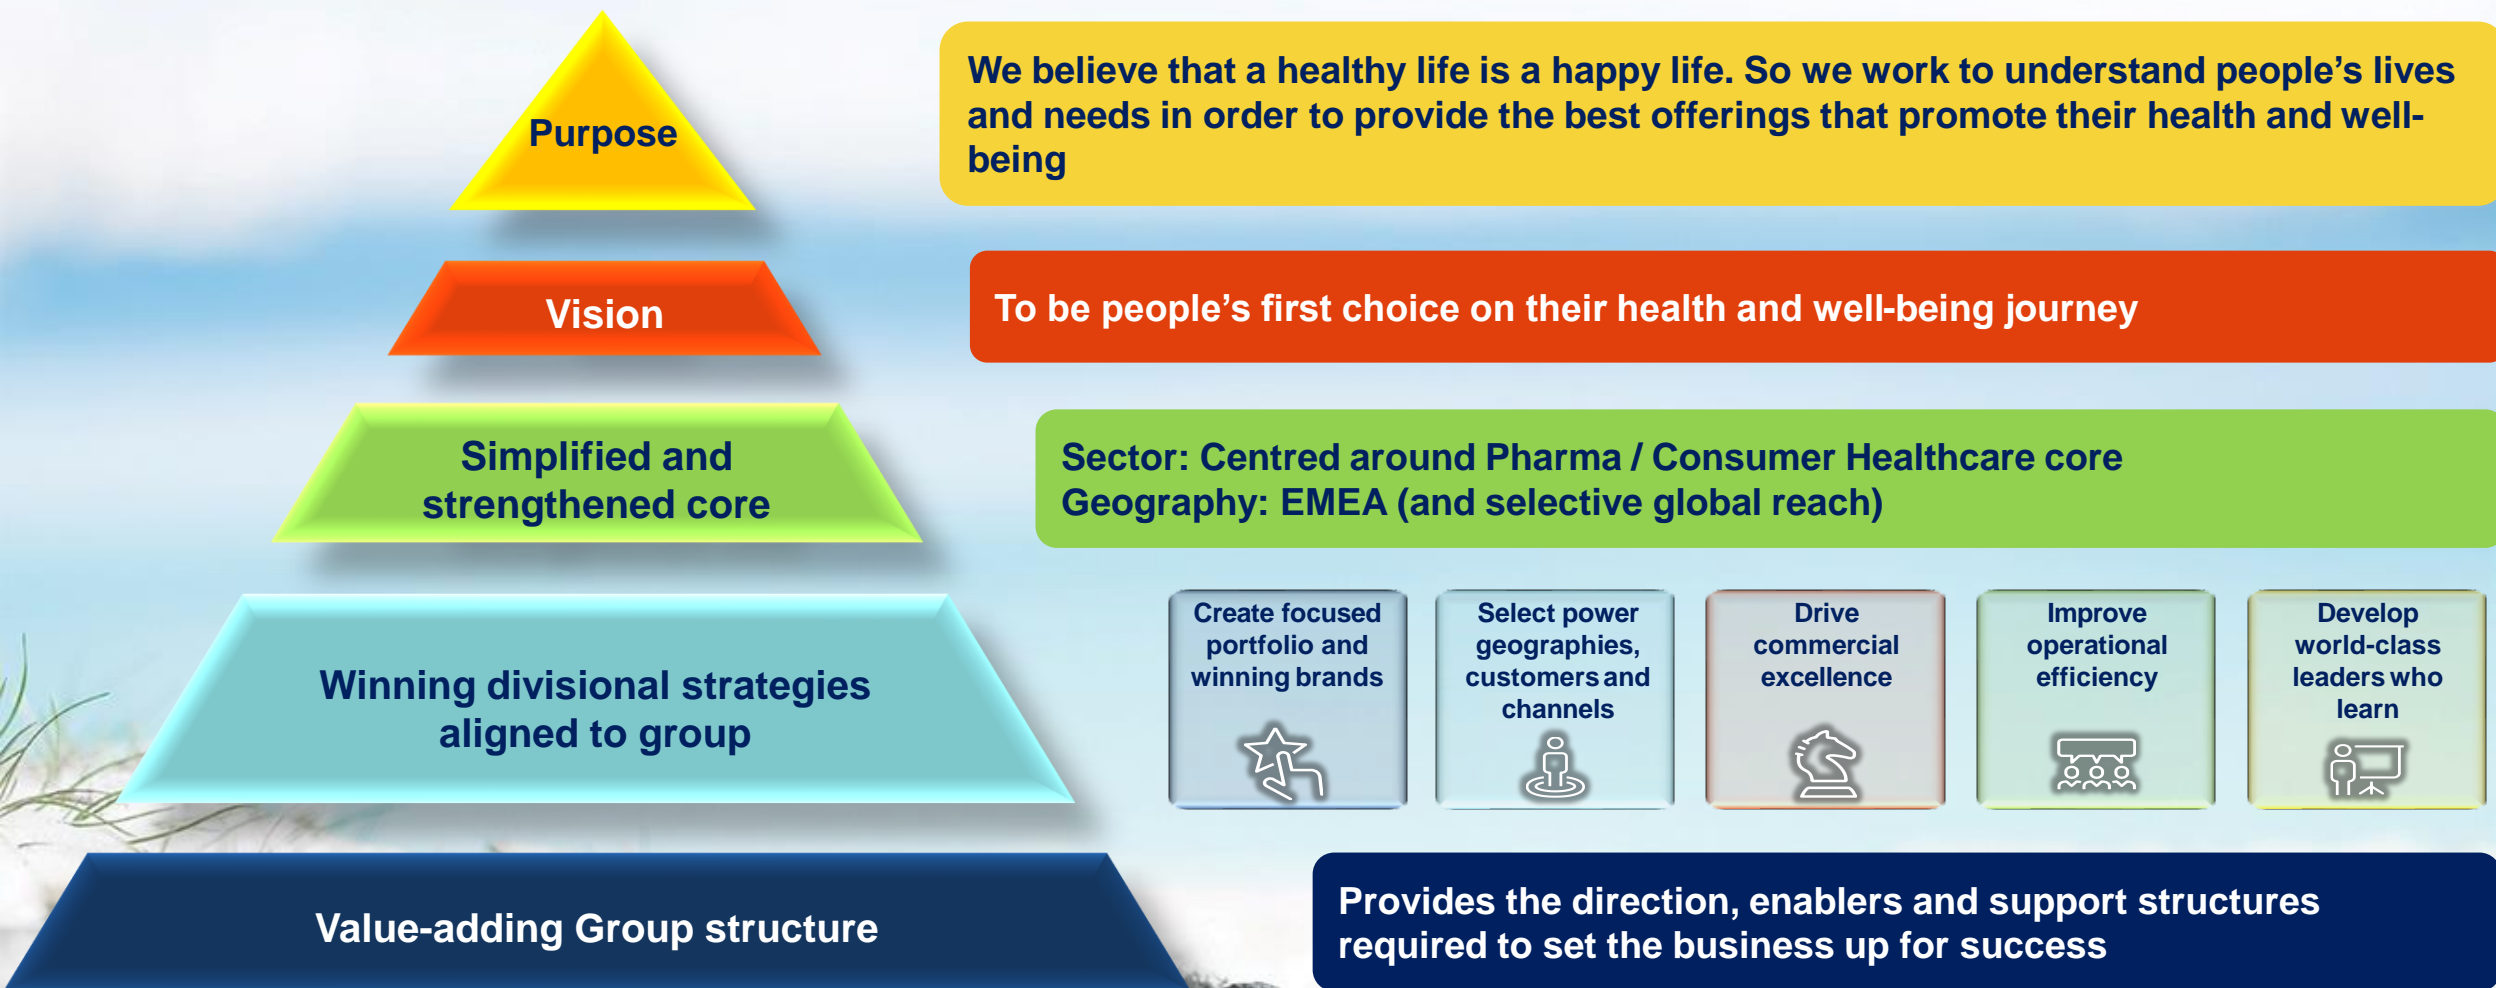 Purpose
We believe that a healthy life is a happy life. So we work to understand people’s lives
and needs in order to provide the best offerings that promote their health and well-
being
Vision
To be people’s first choice on their health and well-being journey
Simplified and
strengthened core
Sector: Centred around Pharma / Consumer Healthcare core
Geography: EMEA (and selective global reach)
Winning divisional strategies
aligned to group
Create focused
portfolio and
winning brands
Select power
geographies,
customers and
channels
Drive
commercial
excellence
Improve
operational
efficiency
Develop
world-class
leaders who
learn
Value-adding Group structure
Provides the direction, enablers and support structures
required to set the business up for success